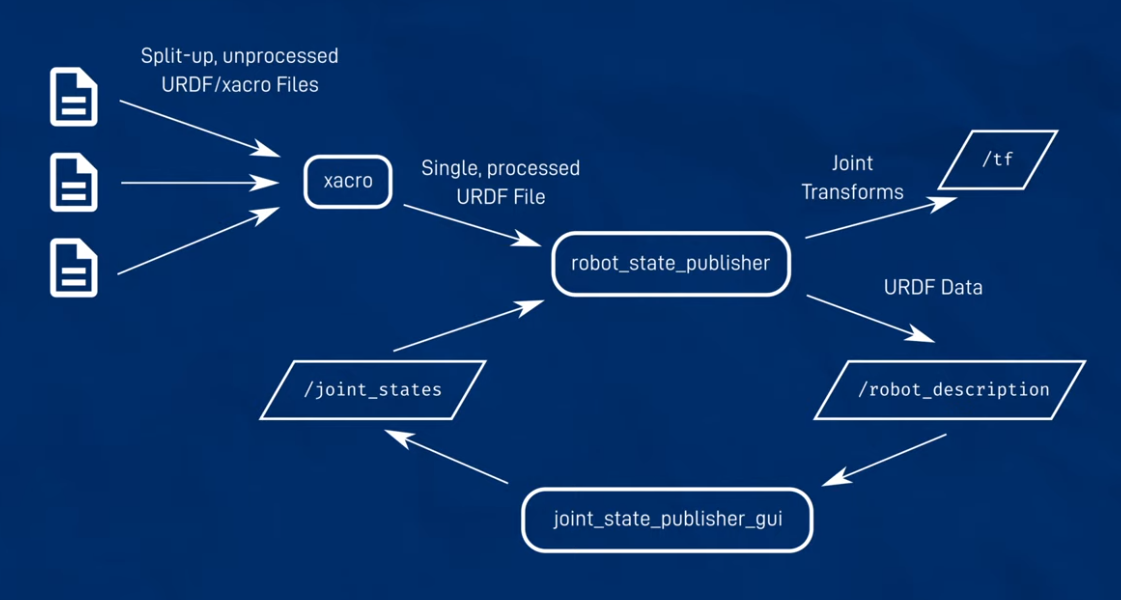 Split-up, unprocessed
URDF/xacro Files
xacro
Single, processed
URDF File
robot_state_publisher
Joint
Transforms
/tf
URDF Data
/joint_states
/robot_description
joint_state_publisher_gui